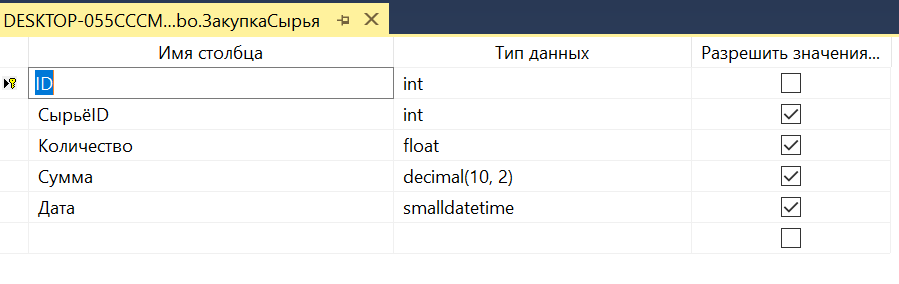 DESKTOP-055CCCM...bo.ЗакупкаСырья
Имя столбца Тип данных Разрешить значения...
ID int
СырьёID int
Количество float
Сумма decimal(10, 2)
Дата smalldatetime